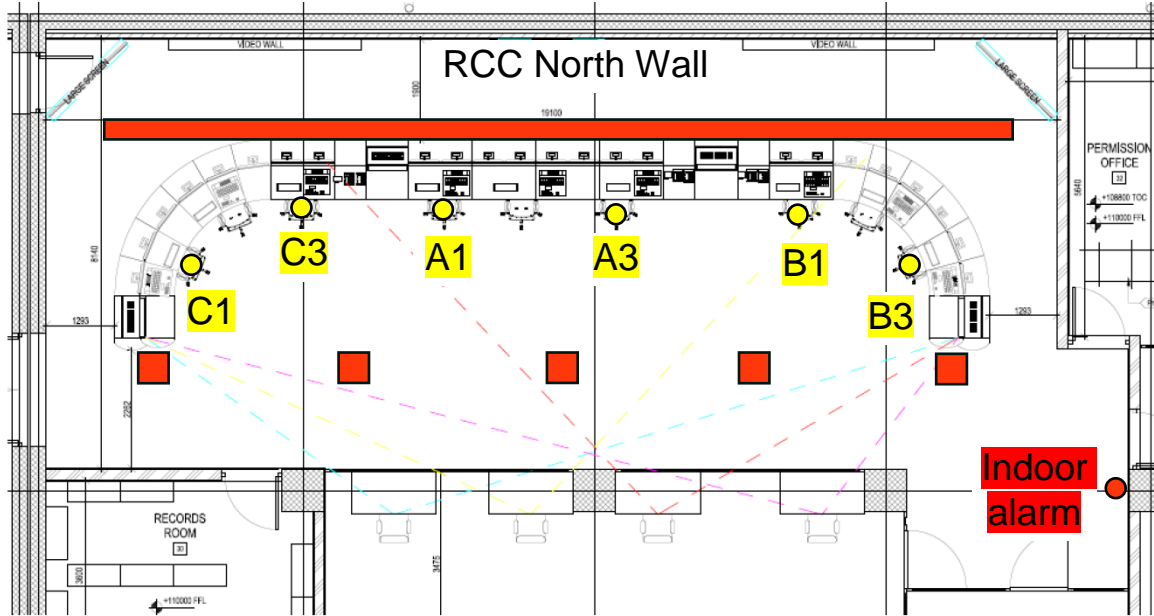 VIDEO WALL
VIDEO WALL
RCC North Wall
LARGE SCREEN
LARGE SCREEN
1900
19100
PERMISSION
OFFICE
32
+108800 TOC
+110000 FFL
5640
8140
C3
A1
A3
B1
C1
B3
1293
1293
2282
Indoor
alarm
RECORDS
ROOM
30
3475
3600
+110000 FFL